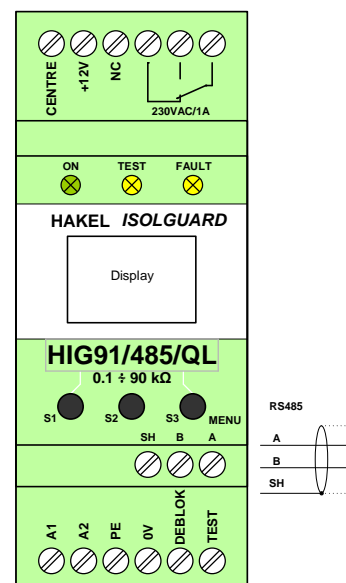 CENTRE +12V NC
230VAC/1A
ON TEST FAULT
HAKEL ISOLGUARD
Display
HIG91/485/QL
0.1 ÷ 90 kΩ
S1 S2 S3 MENU
SH B A
RS485
A
B
SH
A1 A2 PE 0V DEBLOK TEST